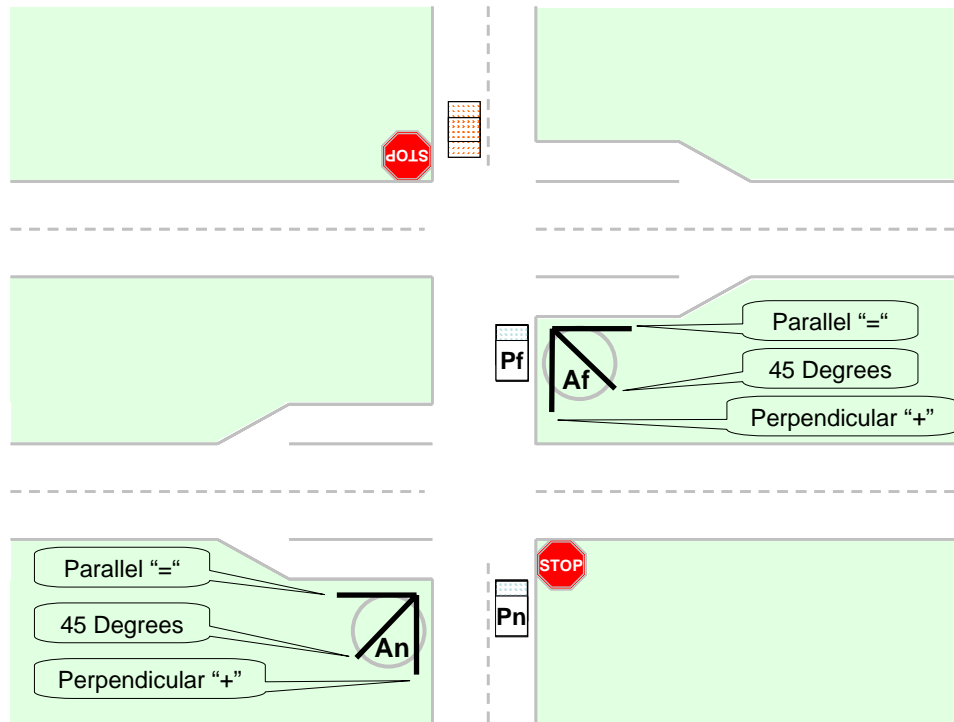 STOP
Parallel “=“
Pf
Af
45 Degrees
Perpendicular “+”
STOP
Parallel “=“
Pn
45 Degrees
An
Perpendicular “+”